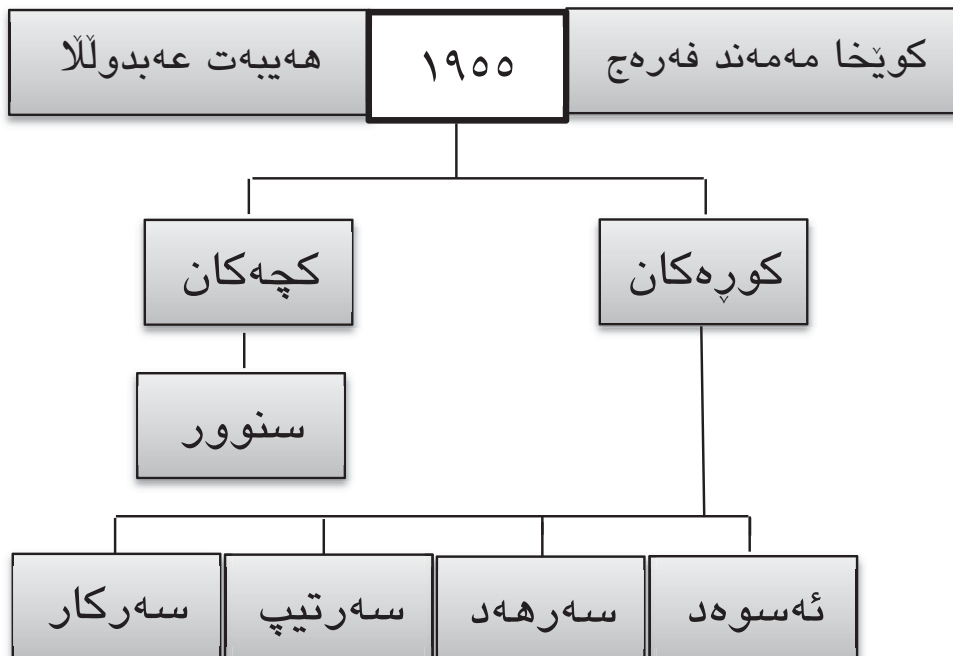 کوێخا مەمەند فەرەج
١٩٥٥
هەیبەت عەبدوڵڵا
کوڕەکان
کچەکان
سنوور
ئەسوەد
سەرهەد
سەرتیپ
سەرکار